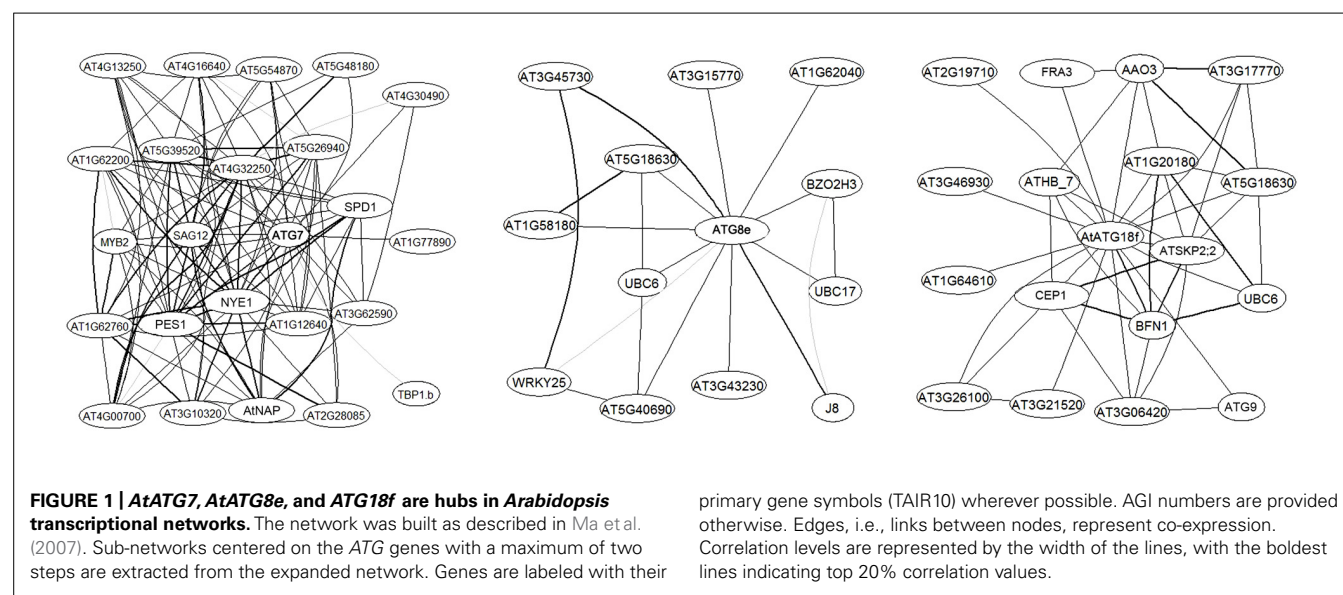 AT4G13250
AT4G16640
AT5G54870
AT5G48180
AT4G30490
AT5G39520
AT5G26940
AT1G62200
AT4G32250
SPD1
MYB2
SAG12
ATG7
AT1G77890
NYE1
AT3G62590
AT1G62760
PES1
AT1G12640
TBP1.b
AT4G00700
AT3G10320
AtNAP
AT2G28085
AT3G45730
AT3G15770
AT1G62040
AT5G18630
BZO2H3
AT1G58180
ATG8e
UBC6
UBC17
WRKY25
AT3G43230
AT5G40690
J8
AT2G19710
FRA3
AAO3
AT3G17770
AT1G20180
AT3G46930
ATHB_7
AT5G18630
AtATG18f
ATSKP2;2
AT1G64610
CEP1
UBC6
BFN1
AT3G26100
AT3G21520
AT3G06420
ATG9
FIGURE 1 | AtATG7, AtATG8e, and ATG18f are hubs in Arabidopsis
transcriptional networks. The network was built as described in Ma et al.
(2007). Sub-networks centered on the ATG genes with a maximum of two
steps are extracted from the expanded network. Genes are labeled with their
primary gene symbols (TAIR10) wherever possible. AGI numbers are provided
otherwise. Edges, i.e., links between nodes, represent co-expression.
Correlation levels are represented by the width of the lines, with the boldest
lines indicating top 20% correlation values.